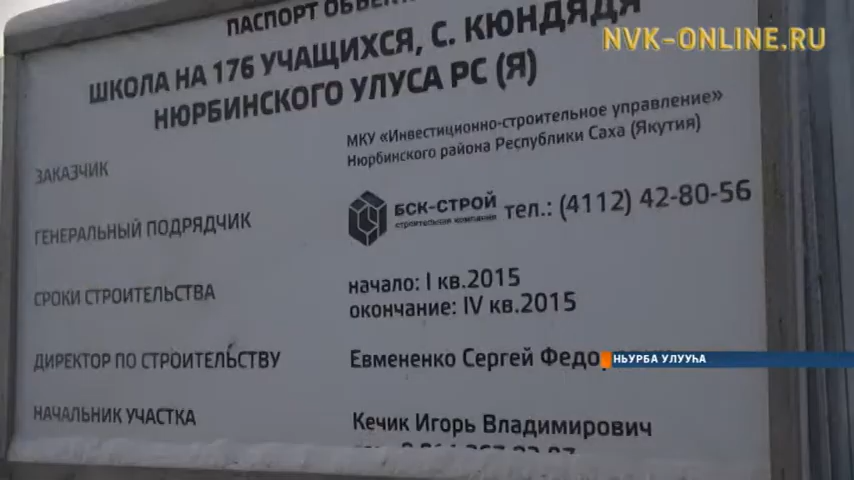 ПАСПОРТ
NVK-ONLINE.RU
ШКОЛА НА 176 УЧАЩИХСЯ, С. КЮНДЯДЯ
НЮРБИНСКОГО УЛУСА РС (Я)
ЗАКАЗЧИК
МКУ «Инвестиционно-строительное управление»
Нюрбинского района Республики Саха (Якутия)
ГЕНЕРАЛЬНЫЙ ПОДРЯДЧИК
БСК-СТРОЙ
строительная компания
тел.: (4112) 42-80-56
СРОКИ СТРОИТЕЛЬСТВА
начало: I кв.2015
окончание: IV кв.2015
ДИРЕКТОР ПО СТРОИТЕЛЬСТВУ
Евмененко Сергей
НЬУРБА УЛУУҺА
НАЧАЛЬНИК УЧАСТКА
Кечик Игорь Владимирович